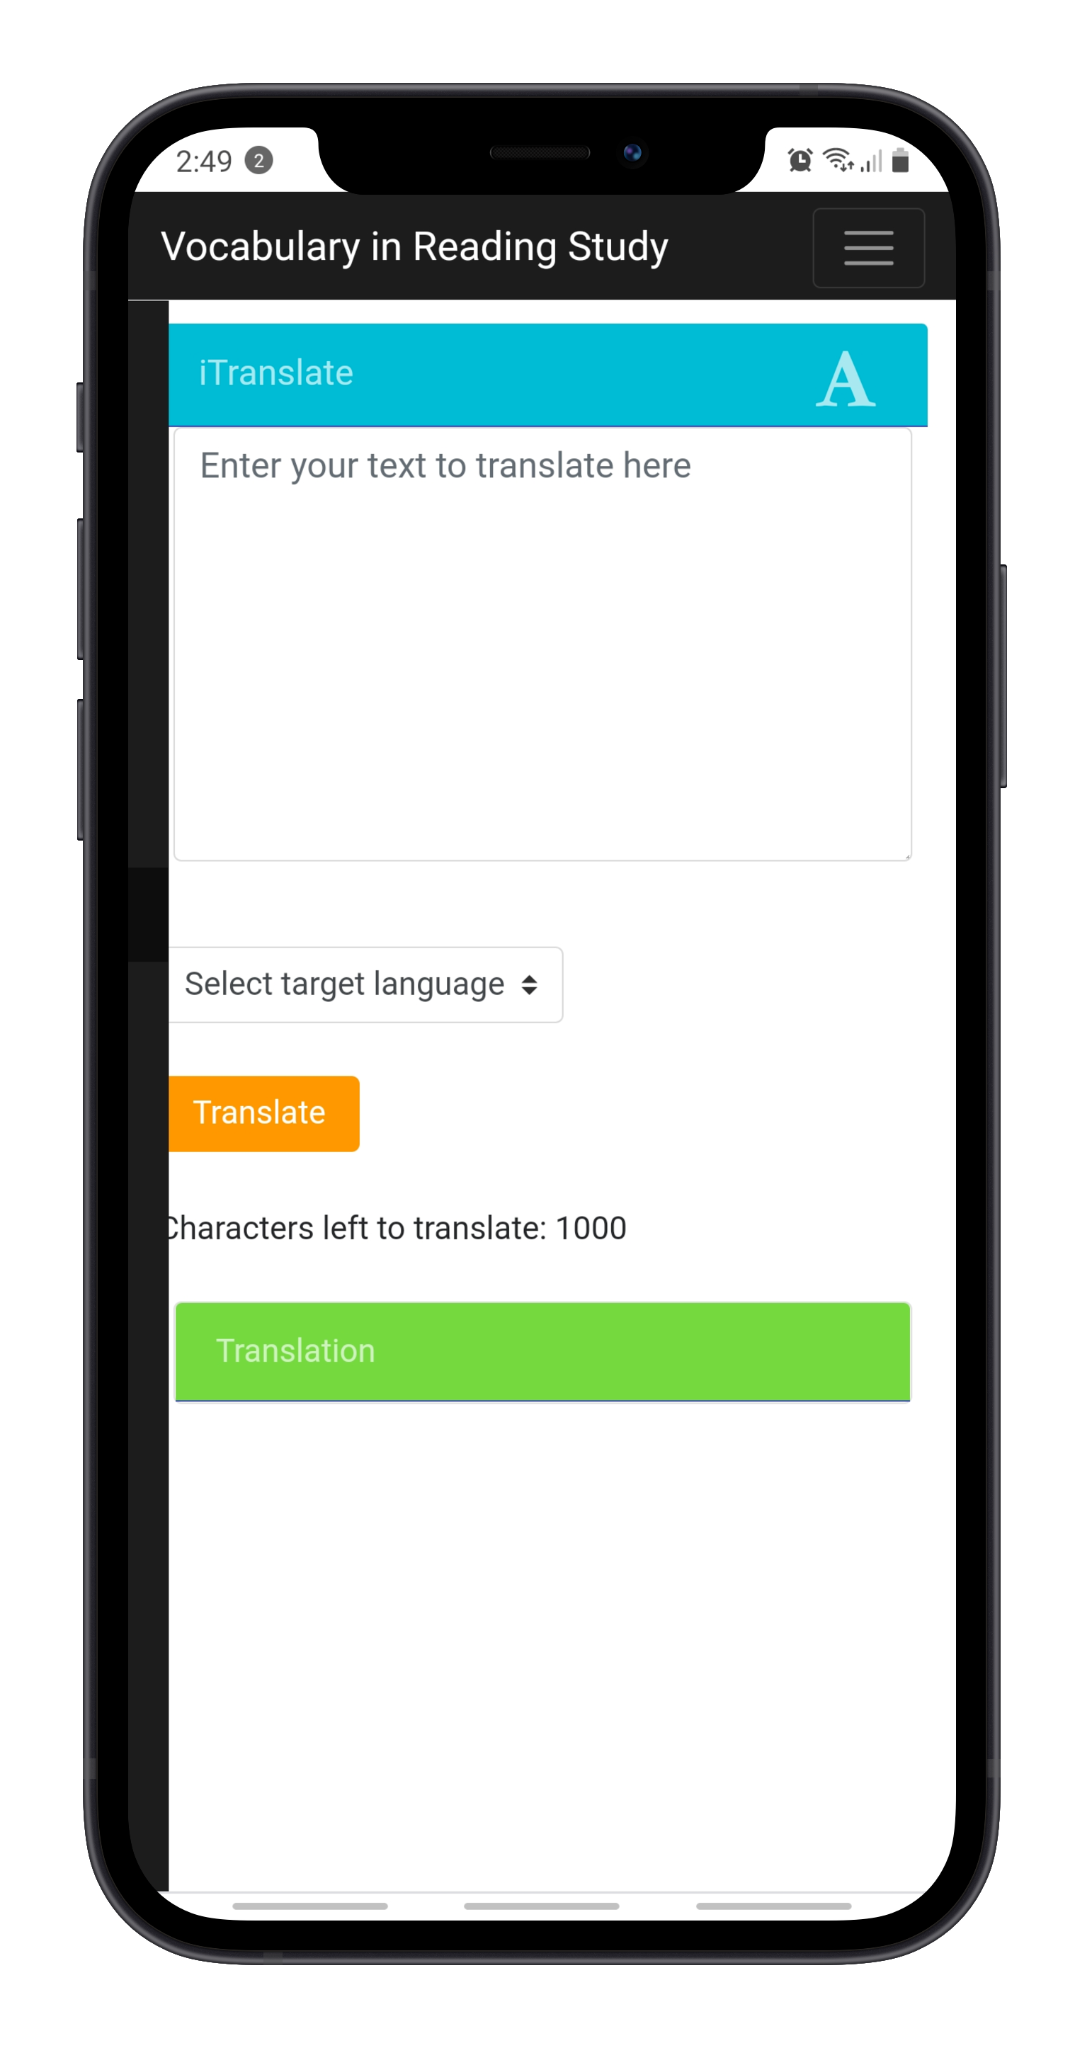 2:49 2
Vocabulary in Reading Study
iTranslate A
Enter your text to translate here
Select target language
Translate
Characters left to translate: 1000
Translation